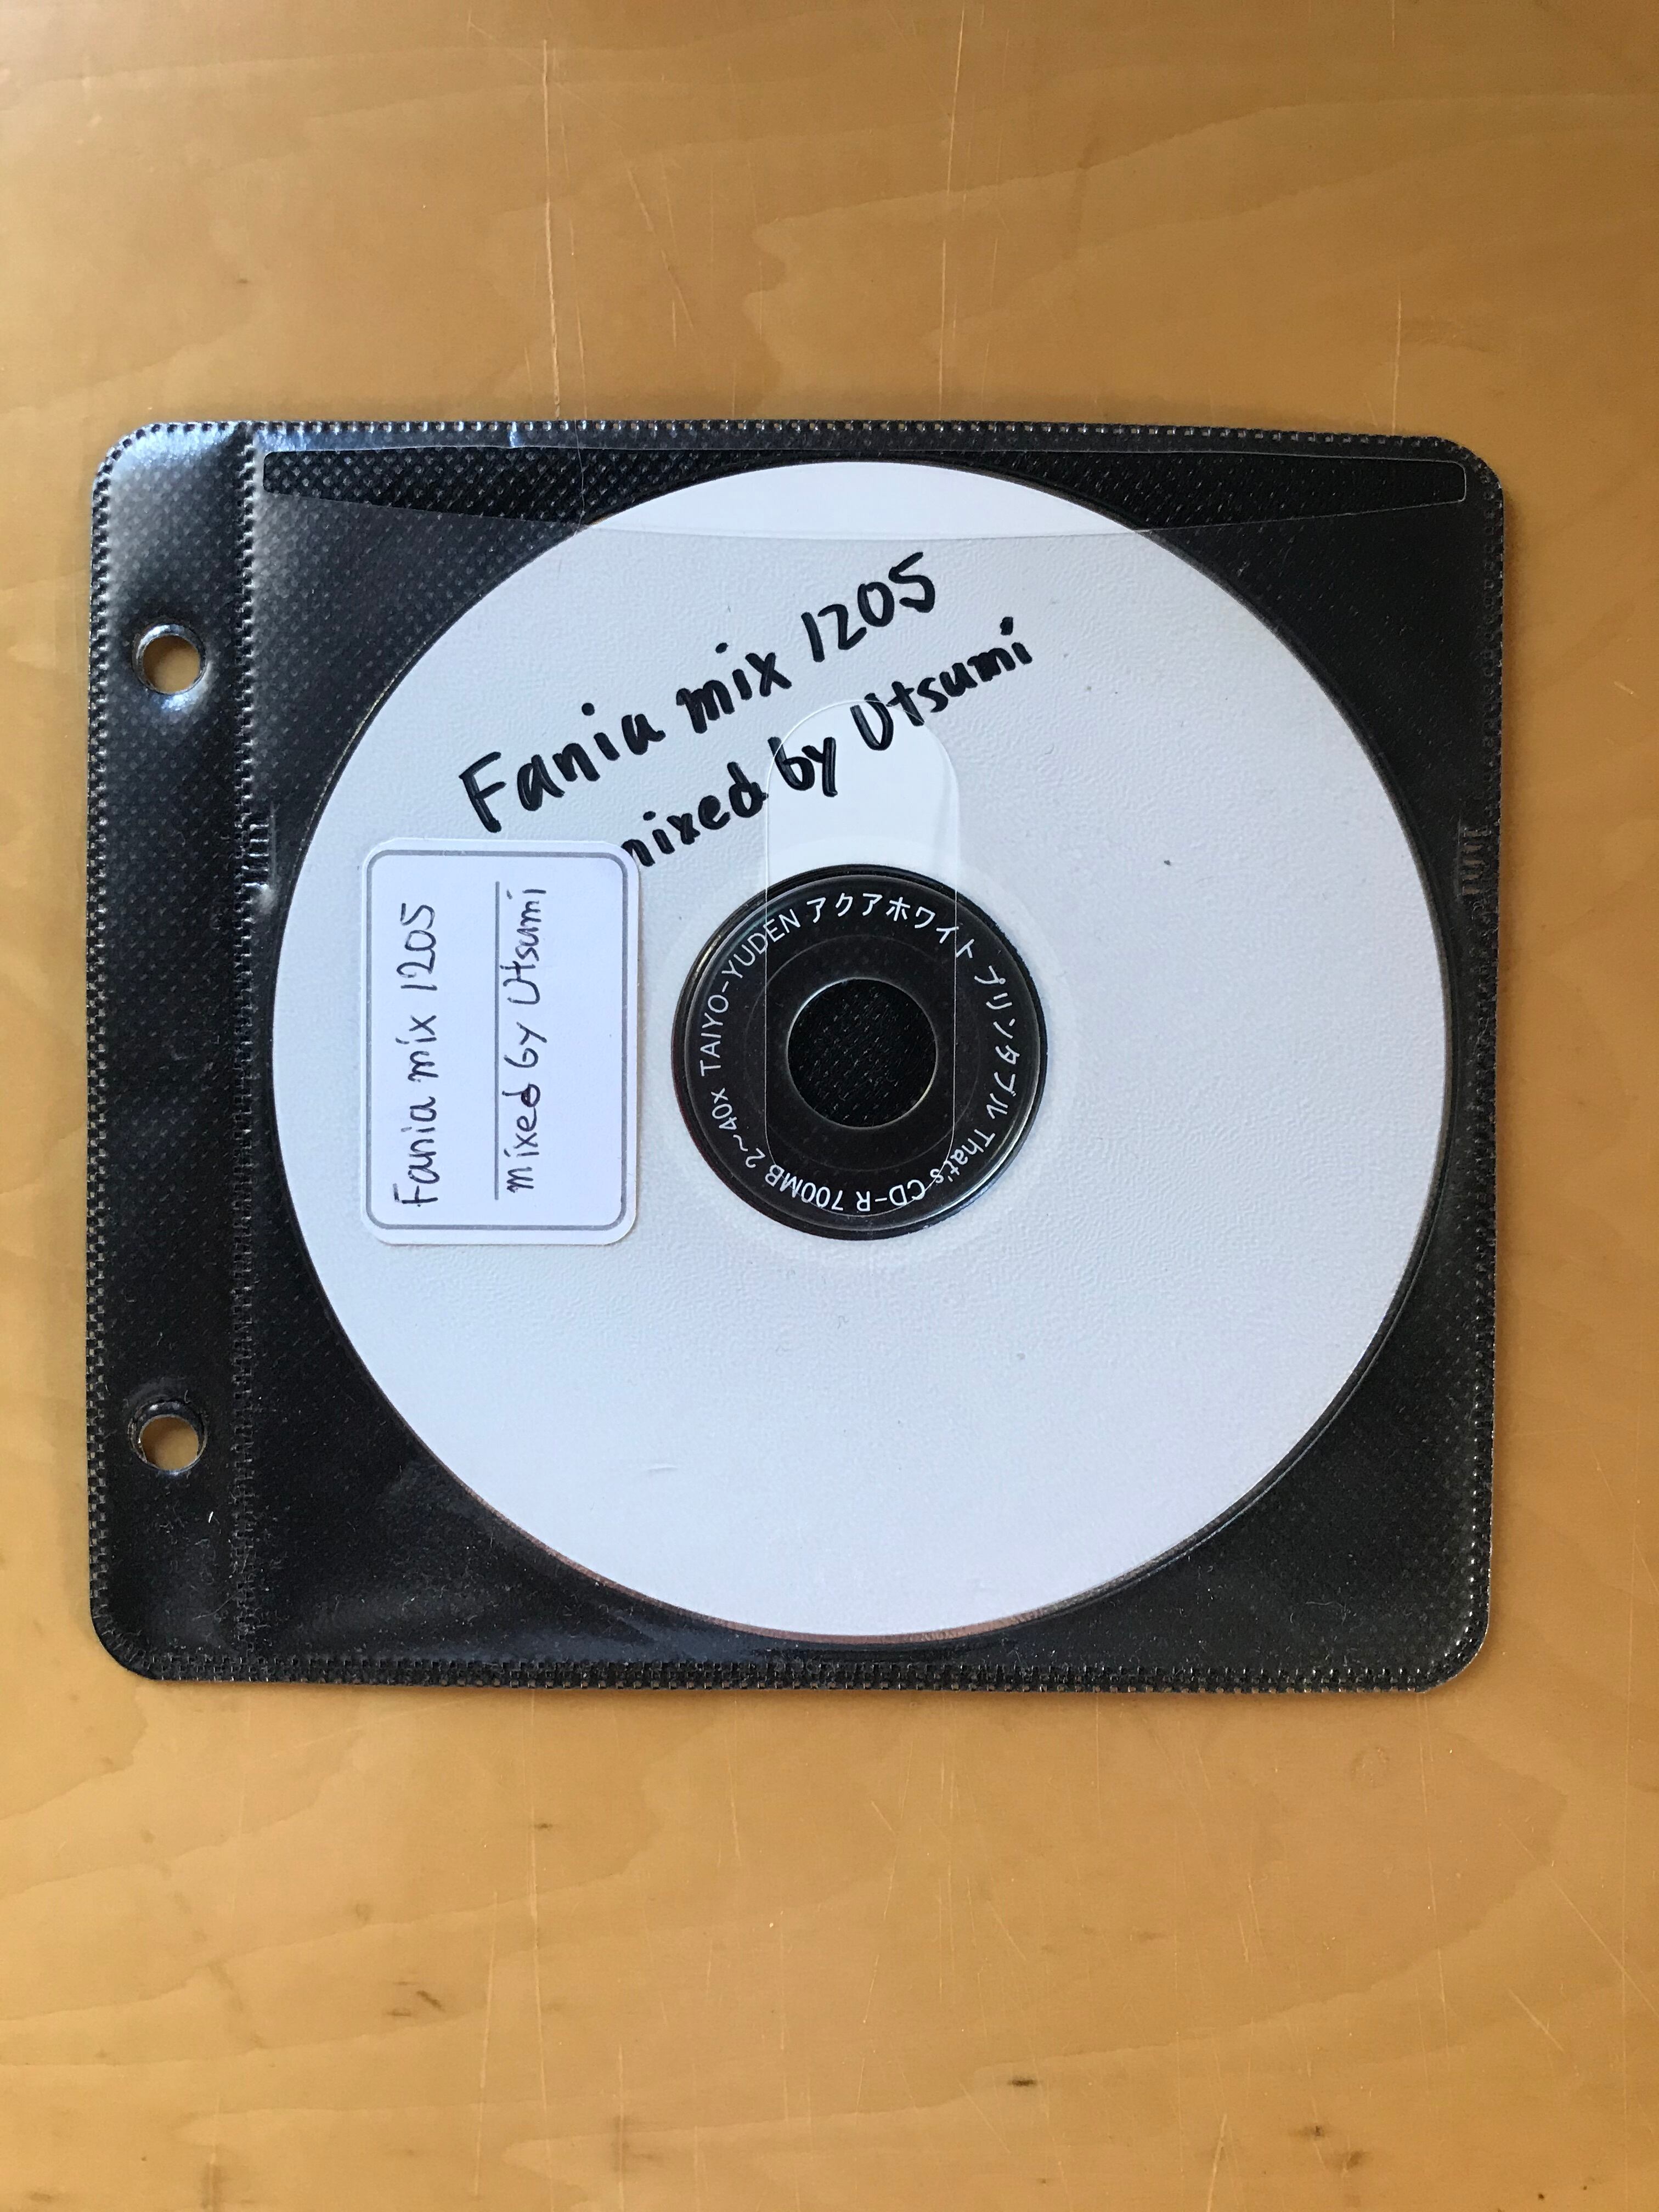 Fania mix 1205
mixed by Utsumi
Fania mix 1205
mixed by Utsumi
TAIYO-YUDEN アクアホワイト プリンタブル That's CD-R 700MB 2~40x